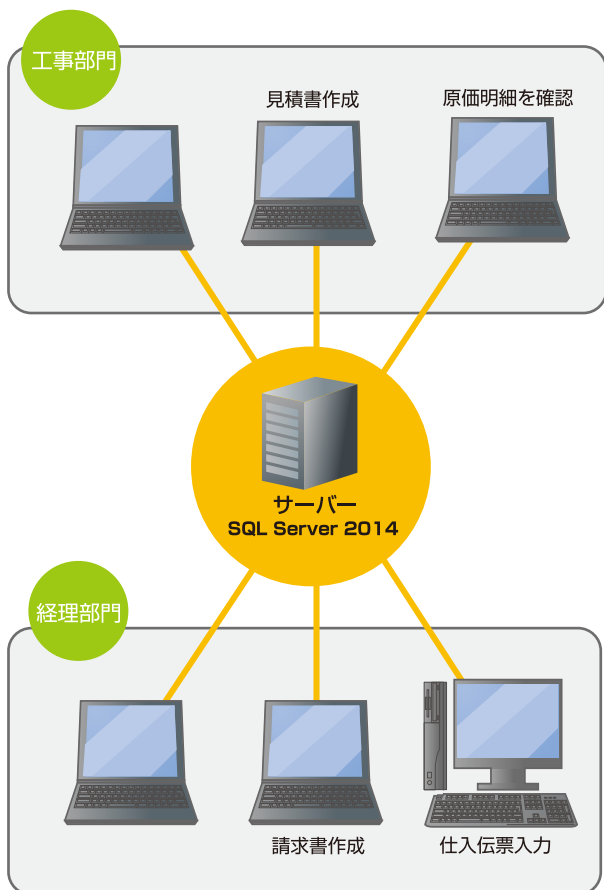 工事部門
見積書作成
原価明細を確認
サーバー
SQL Server 2014
経理部門
請求書作成
仕入伝票入力